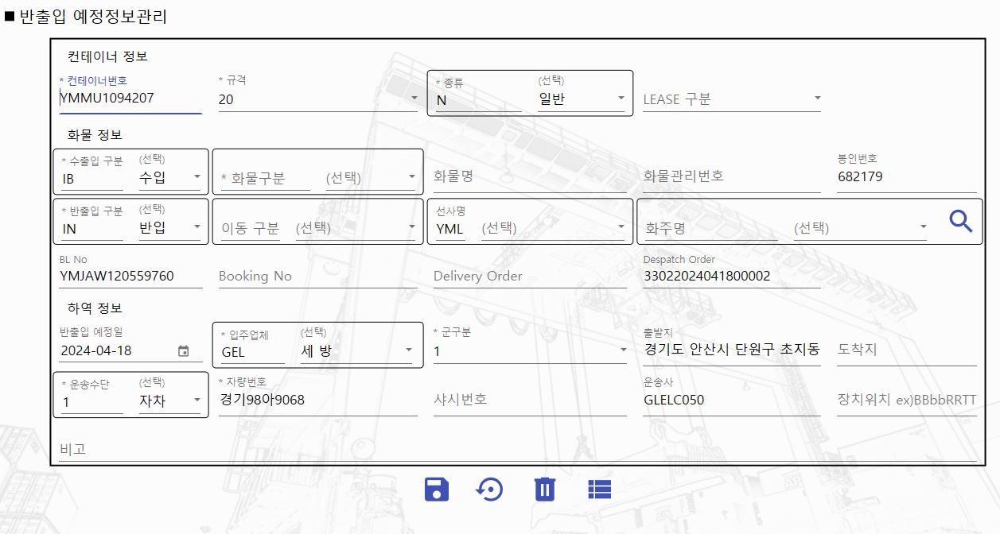 ■ 반출입 예정정보관리
컨테이너 정보
* 컨테이너번호 * 규격 * 종류 (선택)
YMMU1094207 20 N 일반 LEASE 구분
화물 정보
* 수출입 구분 (선택) 봉인번호
IB 수입 * 화물구분 (선택) 화물명 화물관리번호 682179
* 반출입 구분 (선택) 선사명
IN 반입 이동 구분 (선택) YML (선택) 화주명 (선택)
BL No Despatch Order
YMJAW120559760 Booking No Delivery Order 33022024041800002
하역 정보
반출입 예정일 * 입주업체 (선택) * 군구분 출발지
2024-04-18 GEL 세 방 1 경기도 안산시 단원구 초지동 도착지
* 운송수단 (선택) * 차량번호 운송사
1 자차 경기98아9068 샤시번호 GLELC050 장치위치 ex)BBbbRRTT
비고